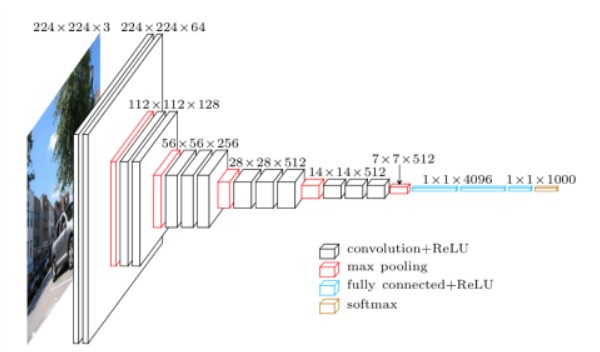 224×224×3
224×224×64
112×112×128
56×56×256
28×28×512
14×14×512
7×7×512
1×1×4096
1×1×1000
convolution+ReLU
max pooling
fully connected+ReLU
softmax